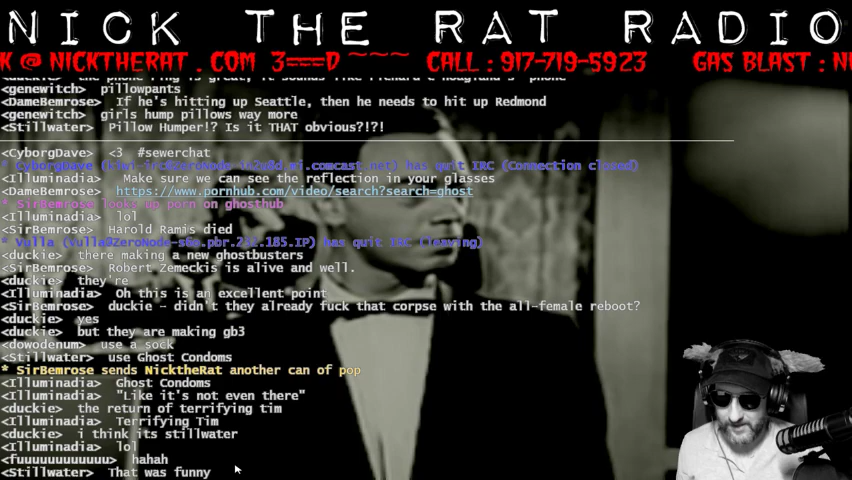 NICK THE RAT RADIO
K @ NICKTHERAT . COM 3===D ~~~ CALL : 917-719-5923 GAS BLAST : NI
<genewitch> pillowpants
<DameBemrose> If he's hitting up Seattle, then he needs to hit up Redmond
<genewitch> girls hump pillows way more
<Stillwater> Pillow Humper!? Is it THAT obvious?!?!
<CyborgDave> <3 #sewerchat
has quit IRC (Connection closed)
<Illuminadia> Make sure we can see the reflection in your glasses
<DameBemrose> https://www.pornhub.com/video/search?search=ghost
* SirBemrose looks up porn on ghosthub
<Illuminadia> lol
<SirBemrose> Harold Ramis died
has quit IRC (leaving)
<duckie> there making a new ghostbusters
<SirBemrose> Robert Zemeckis is alive and well.
<duckie> they're
<Illuminadia> Oh this is an excellent point
<SirBemrose> duckie - didn't they already fuck that corpse with the all-female reboot?
<duckie> yes
<duckie> but they are making gb3
<dowodenum> use a sock
<Stillwater> use Ghost Condoms
* SirBemrose sends NicktheRat another can of pop
<Illuminadia> Ghost Condoms
<Illuminadia> "Like it's not even there"
<duckie> the return of terrifying tim
<Illuminadia> Terrifying Tim
<duckie> i think its stillwater
<Illuminadia> lol
<fuuuuuuuuuuuu> hahah
<Stillwater> That was funny